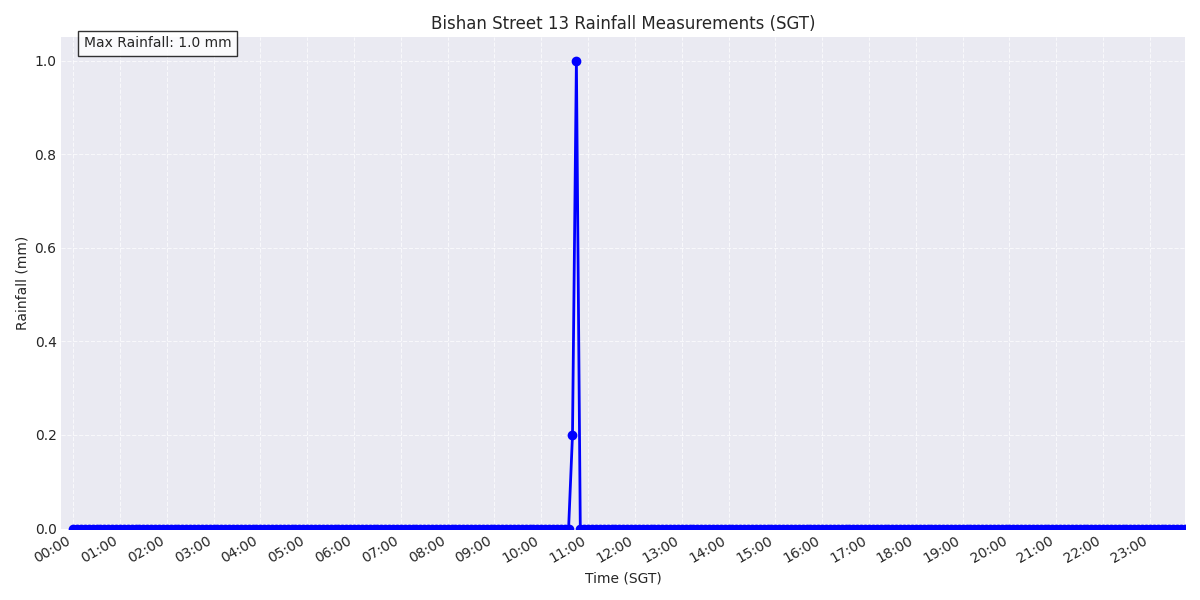 Bishan Street 13 Rainfall Measurements (SGT)
Max Rainfall: 1.0 mm
1.0
0.8
0.6
0.4
0.2
0.0
Rainfall (mm)
00:00 01:00 02:00 03:00 04:00 05:00 06:00 07:00 08:00 09:00 10:00 11:00 12:00 13:00 14:00 15:00 16:00 17:00 18:00 19:00 20:00 21:00 22:00 23:00
Time (SGT)